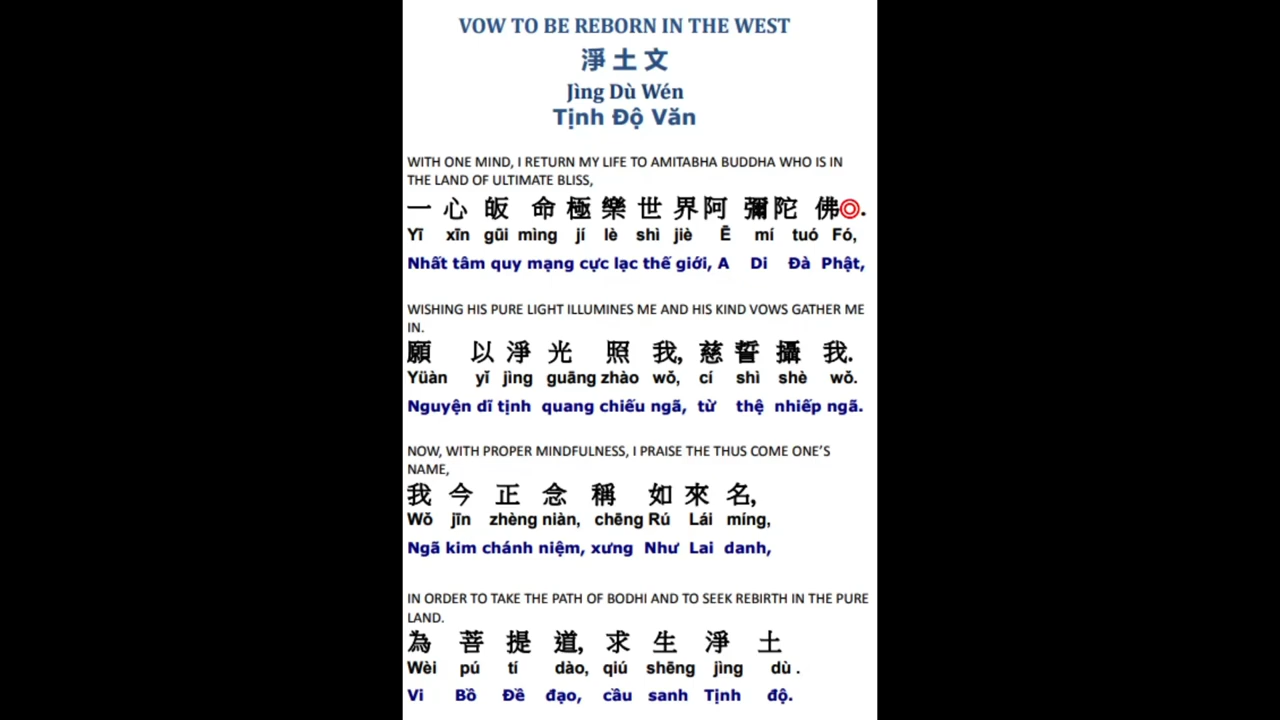 VOW TO BE REBORN IN THE WEST
淨 土 文
Jìng Dù Wén
Tịnh Độ Văn
WITH ONE MIND, I RETURN MY LIFE TO AMITABHA BUDDHA WHO IS IN
THE LAND OF ULTIMATE BLISS,
一 心 皈 命 極 樂 世 界 阿 彌 陀 佛◎.
Yī xīn gūi mìng jí lè shì jiè Ē mí tuó Fó,
Nhất tâm quy mạng cực lạc thế giới, A Di Đà Phật,
WISHING HIS PURE LIGHT ILLUMINES ME AND HIS KIND VOWS GATHER ME
IN.
願 以 淨 光 照 我, 慈 誓 攝 我.
Yüàn yǐ jìng guāng zhào wǒ, cí shì shè wǒ.
Nguyện dĩ tịnh quang chiếu ngã, từ thệ nhiếp ngã.
NOW, WITH PROPER MINDFULNESS, I PRAISE THE THUS COME ONE’S
NAME,
我 今 正 念 稱 如 來 名,
Wǒ jīn zhèng niàn, chēng Rú Lái míng,
Ngã kim chánh niệm, xưng Như Lai danh,
IN ORDER TO TAKE THE PATH OF BODHI AND TO SEEK REBIRTH IN THE PURE
LAND.
為 菩 提 道, 求 生 淨 土
Wèi pú tí dào, qiú shēng jìng dù .
Vi Bồ Đề đạo, cầu sanh Tịnh độ.